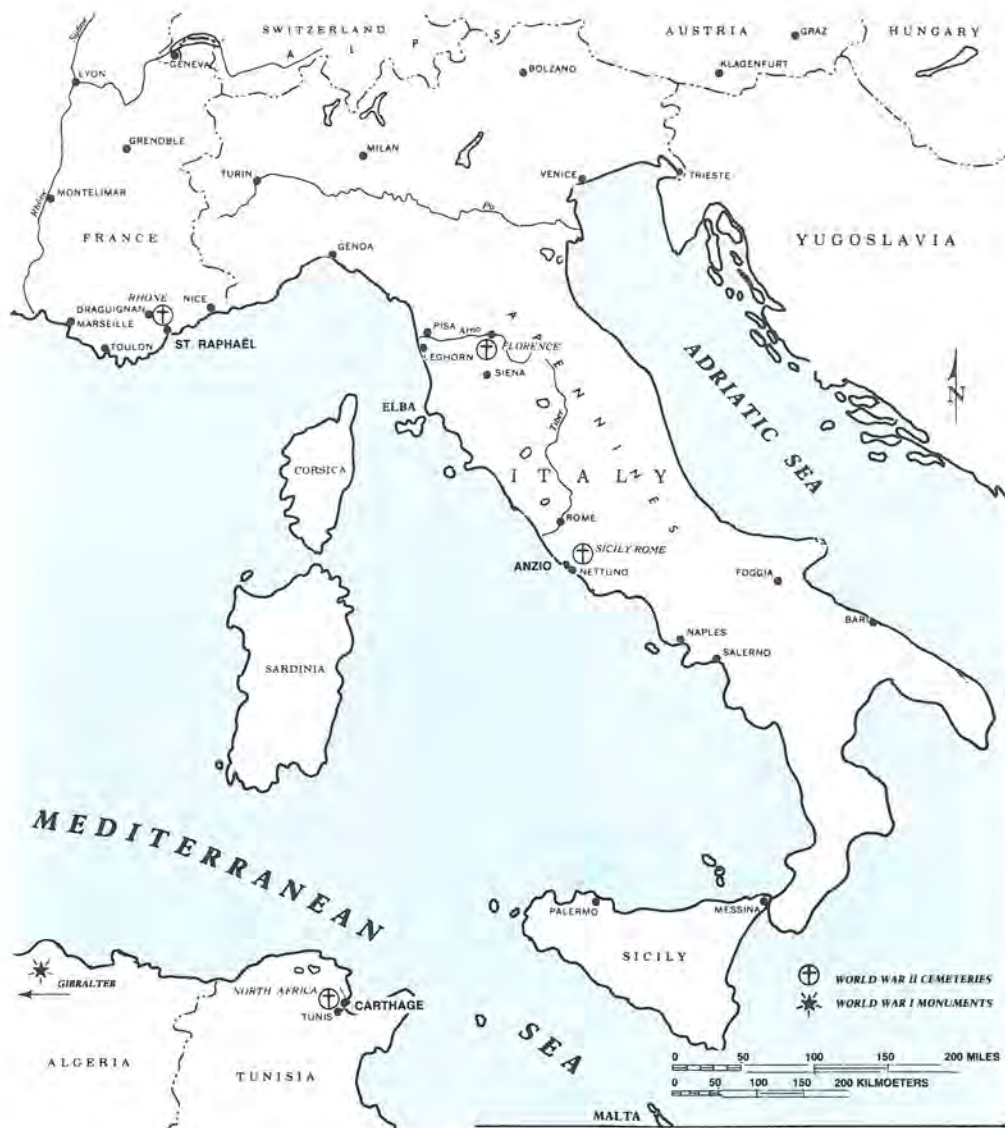 SWITZERLAND
A L P S
AUSTRIA
GRAZ
HUNGARY
Saône
LYON
GENEVA
BOLZANO
KLAGENFURT
GRENOBLE
MILAN
TURIN
VENICE
TRIESTE
Rhône
MONTELIMAR
Po
FRANCE
YUGOSLAVIA
GENOA
RHONE
NICE
DRAGUIGNAN
MARSEILLE
ST. RAPHAËL
TOULON
PISA
Arno
FLORENCE
LEGHORN
SIENA
APENNINES
ADRIATIC SEA
N
ELBA
Tiber
CORSICA
ITALY
ROME
SICILY-ROME
ANZIO
NETTUNO
FOGGIA
BARI
NAPLES
SALERNO
SARDINIA
MEDITERRANEAN
PALERMO
MESSINA
SICILY
GIBRALTER
NORTH AFRICA
CARTHAGE
TUNIS
WORLD WAR II CEMETERIES
WORLD WAR I MONUMENTS
SEA
ALGERIA
TUNISIA
0 50 100 150 200 MILES
0 50 100 150 200 KILMOETERS
MALTA